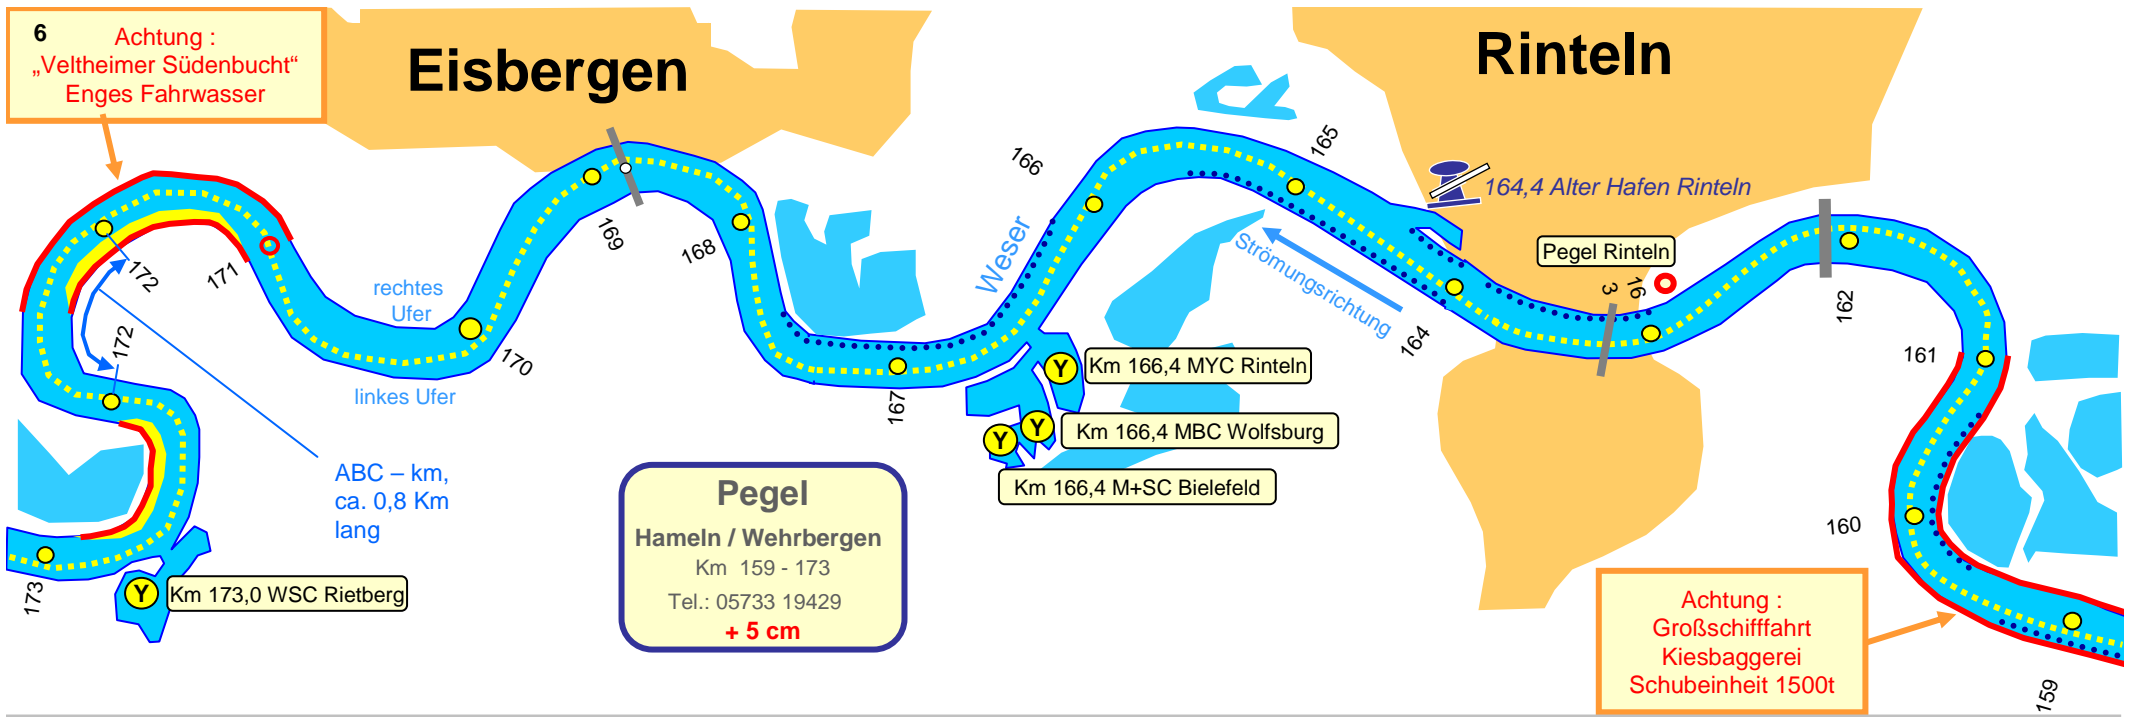 6
Achtung :
„Veltheimer Südenbucht“
Enges Fahrwasser
Eisbergen
Rinteln
166
165
164,4 Alter Hafen Rinteln
Weser
Strömungsrichtung
Pegel Rinteln
16
3
162
164
161
169
168
171
172
172
rechtes
Ufer
170
linkes Ufer
167
Km 166,4 MYC Rinteln
Y
Km 166,4 MBC Wolfsburg
Y
Km 166,4 M+SC Bielefeld
Y
ABC – km,
ca. 0,8 Km
lang
Pegel
Hameln / Wehrbergen
Km 159 - 173
Tel.: 05733 19429
+ 5 cm
160
173
Y
Km 173,0 WSC Rietberg
Achtung :
Großschifffahrt
Kiesbaggerei
Schubeinheit 1500t
159